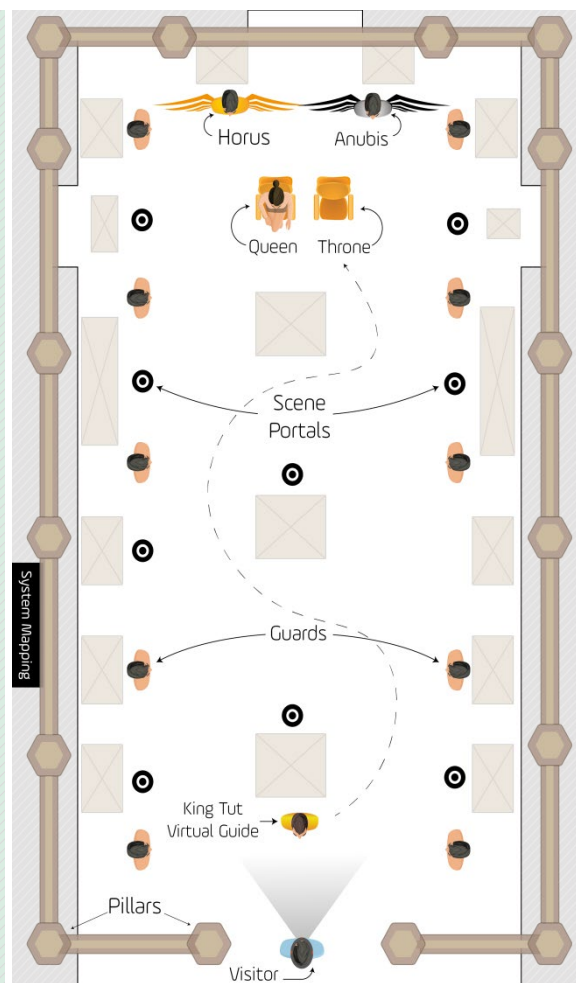 Horus
Anubis
Queen
Throne
Scene
Portals
System Mapping
Guards
King Tut
Virtual Guide
Pillars
Visitor